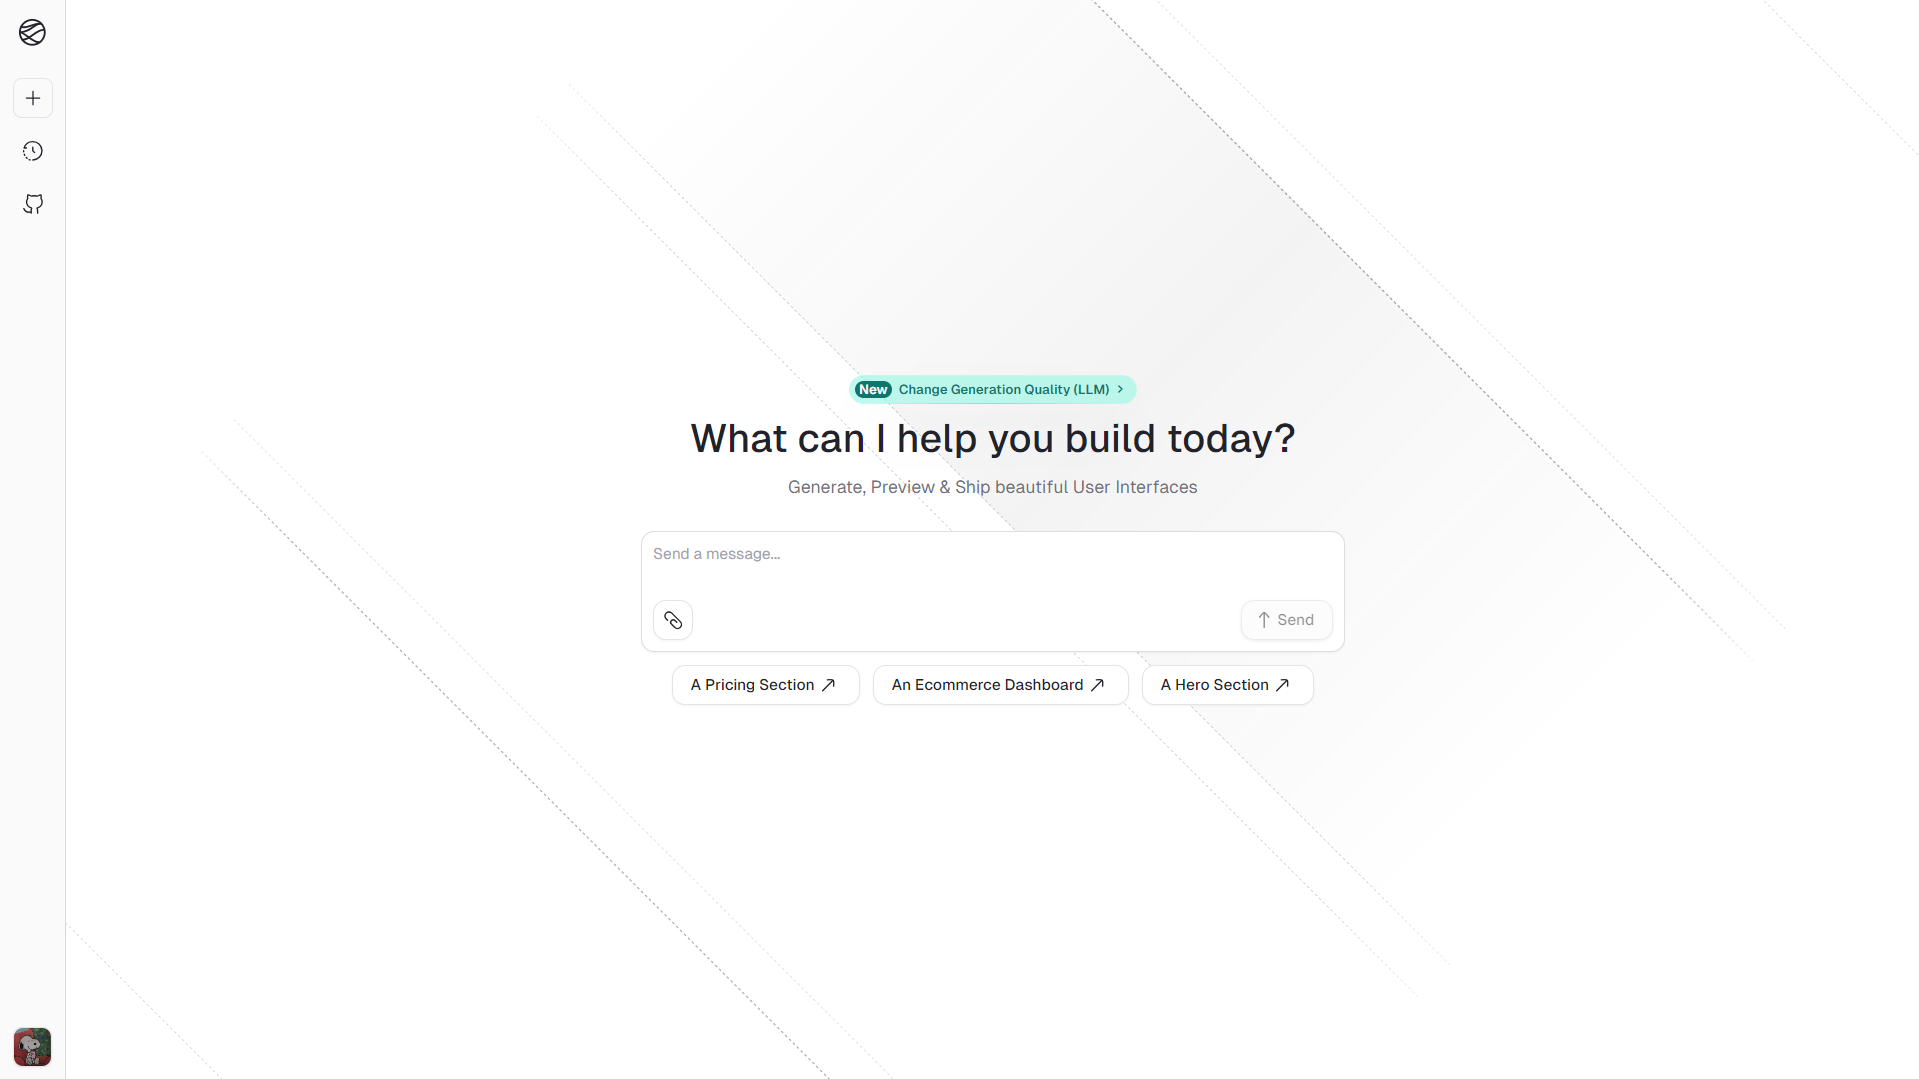 New Change Generation Quality (LLM)
What can I help you build today?
Generate, Preview & Ship beautiful User Interfaces
Send a message...
Send
A Pricing Section
An Ecommerce Dashboard
A Hero Section